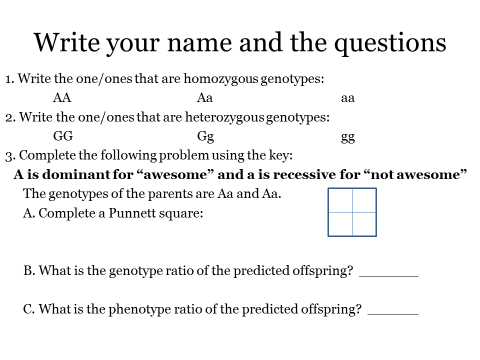 Write your name and the questions
1. Write the one/ones that are homozygous genotypes:
AA Aa aa
2. Write the one/ones that are heterozygous genotypes:
GG Gg gg
3. Complete the following problem using the key:
A is dominant for “awesome” and a is recessive for “not awesome”
The genotypes of the parents are Aa and Aa.
A. Complete a Punnett square:
B. What is the genotype ratio of the predicted offspring? _______
C. What is the phenotype ratio of the predicted offspring? ______